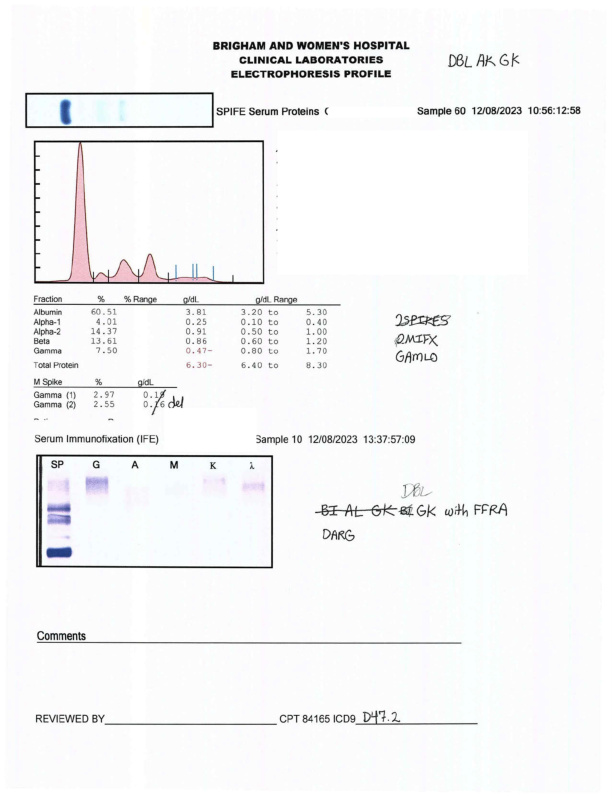 BRIGHAM AND WOMEN'S HOSPITAL
CLINICAL LABORATORIES
ELECTROPHORESIS PROFILE
DBL AK GK
SPIFE Serum Proteins (
Sample 60 12/08/2023 10:56:12:58
Fraction % % Range g/dL g/dL Range
Albumin 60.51 3.81 3.20 to 5.30
Alpha-1 4.01 0.25 0.10 to 0.40
Alpha-2 14.37 0.91 0.50 to 1.00
Beta 13.61 0.86 0.60 to 1.20
Gamma 7.50 0.47- 0.80 to 1.70
Total Protein 6.30- 6.40 to 8.30
2SPIKES
RMIFX
GAMLO
M Spike % g/dL
Gamma (1) 2.97 0.19
Gamma (2) 2.55 0.16 del
Serum Immunofixation (IFE)
Sample 10 12/08/2023 13:37:57:09
SP G A M K λ
DBL
BI AL GK BI GK with FFRA
DARG
Comments
REVIEWED BY CPT 84165 ICD9 D47.2